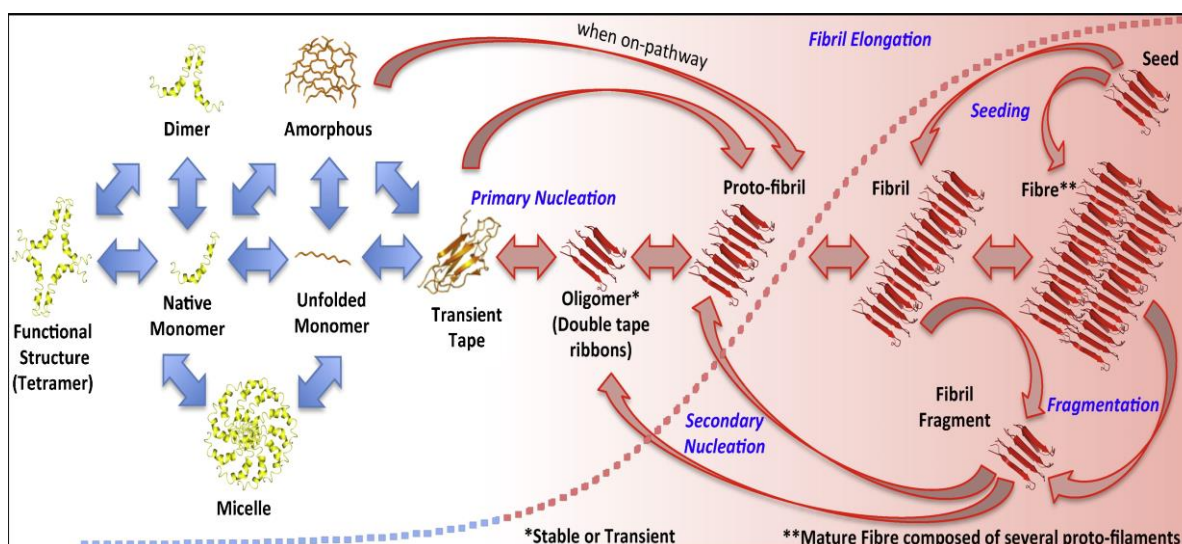 when on-pathway
Fibril Elongation
Seed
Dimer
Amorphous
Seeding
Primary Nucleation
Proto-fibril
Fibril
Fibre**
Functional
Structure
(Tetramer)
Native
Monomer
Unfolded
Monomer
Transient
Tape
Oligomer*
(Double tape
ribbons)
Fibril
Fragment
Fragmentation
Secondary
Nucleation
Micelle
*Stable or Transient
**Mature Fibre composed of several proto-filaments